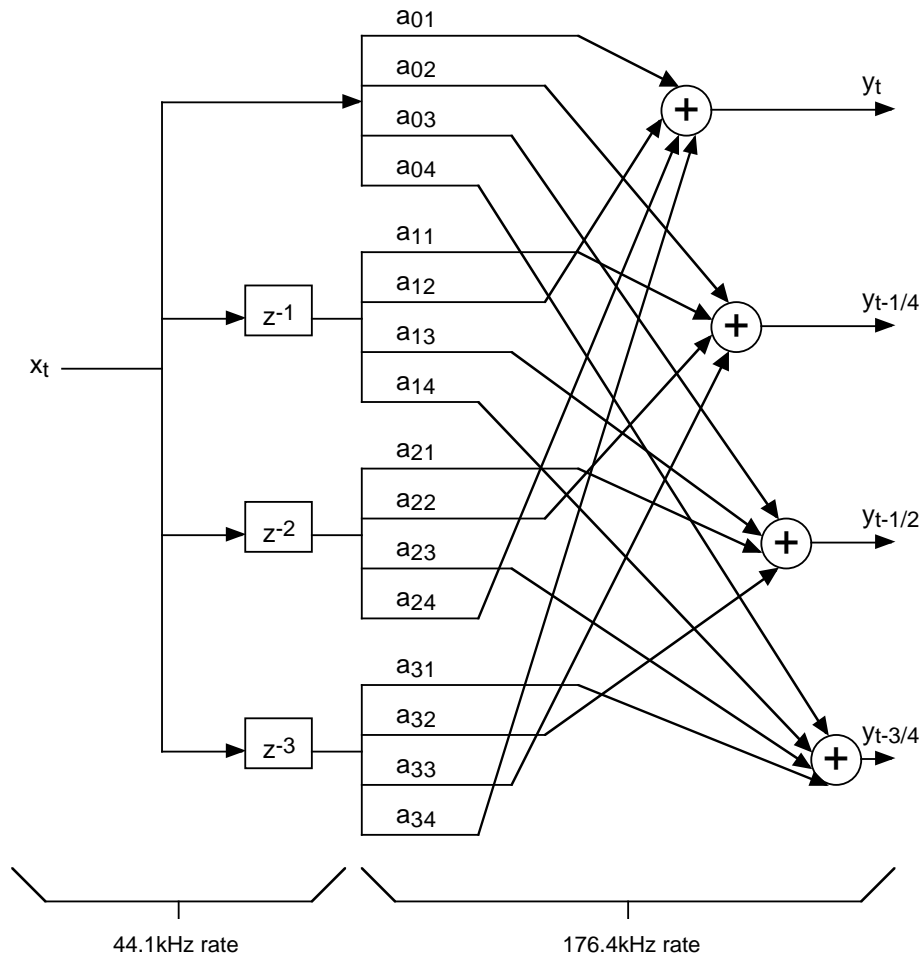 a01
a02
a03
a04
+
yt
a11
a12
a13
a14
z-1
+
yt-1/4
xt
a21
a22
a23
a24
z-2
+
yt-1/2
a31
a32
a33
a34
z-3
+
yt-3/4
44.1kHz rate
176.4kHz rate